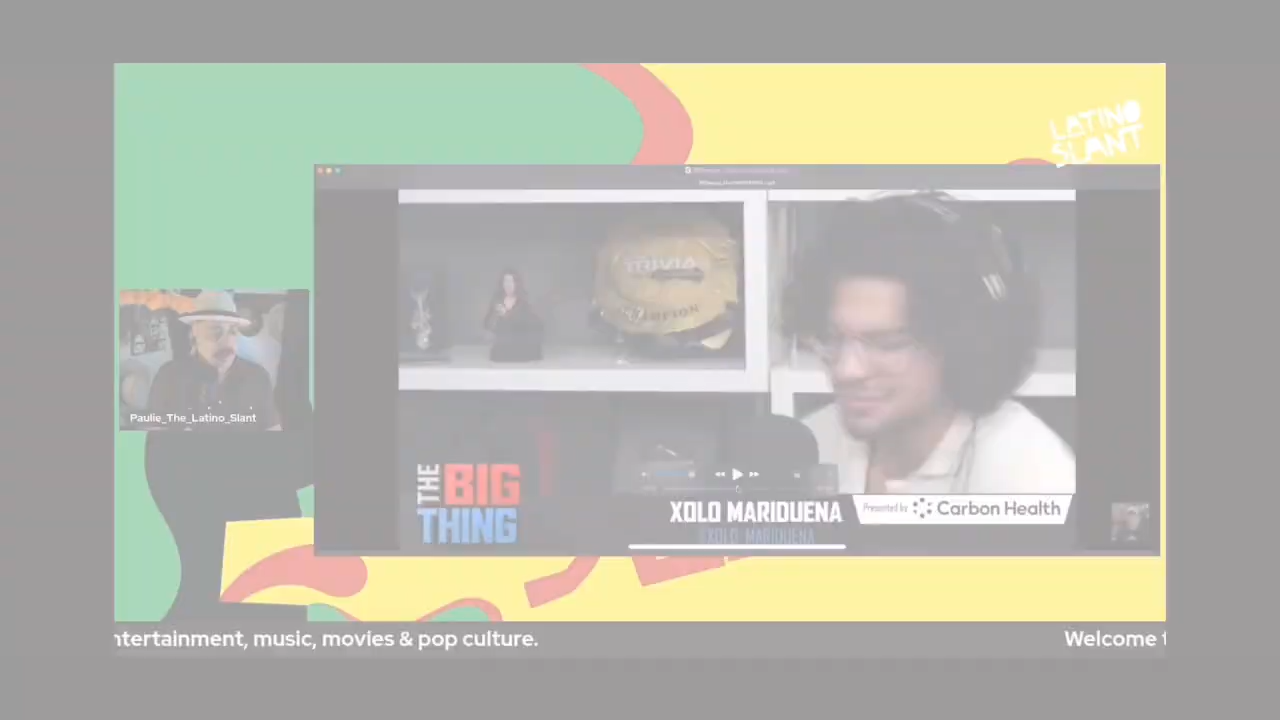 LATINO
SLANT
TRIVIA
Paulie_The_Latino_Slant
THE BIG
THING
XOLO MARIDUENA
XOLO_MARIDUENA
Presented by Carbon Health
ntertainment, music, movies & pop culture.
Welcome t